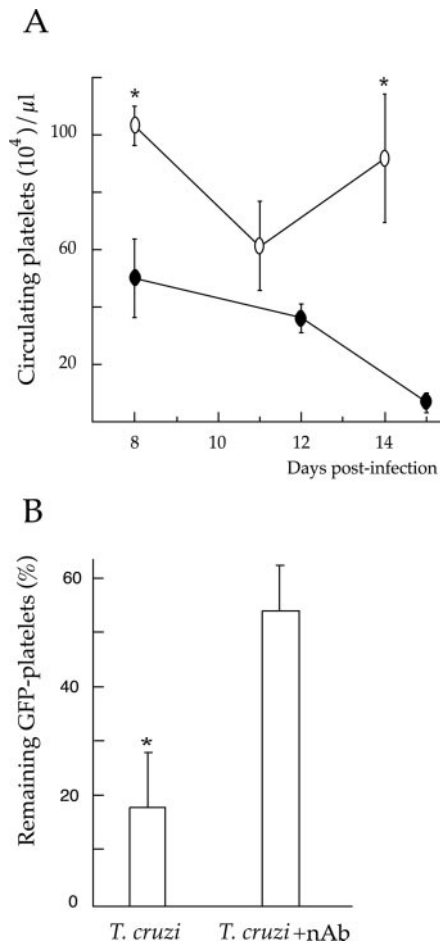 A
Circulating platelets (10⁴)/µl
*
*
100
60
20
8
10
12
14
Days post-infection
B
Remaining GFP-platelets (%)
60
40
20
0
*
T. cruzi
T. cruzi+nAb